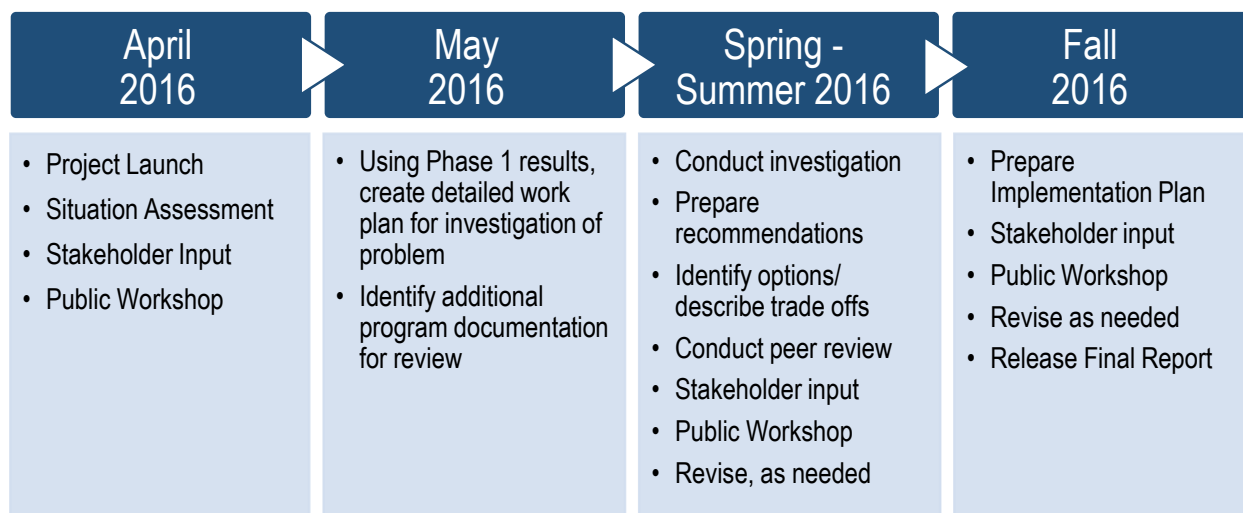 April
2016
• Project Launch
• Situation Assessment
• Stakeholder Input
• Public Workshop
May
2016
• Using Phase 1 results,
create detailed work
plan for investigation of
problem
• Identify additional
program documentation
for review
Spring -
Summer 2016
• Conduct investigation
• Prepare
recommendations
• Identify options/
describe trade offs
• Conduct peer review
• Stakeholder input
• Public Workshop
• Revise, as needed
Fall
2016
• Prepare
Implementation Plan
• Stakeholder input
• Public Workshop
• Revise as needed
• Release Final Report